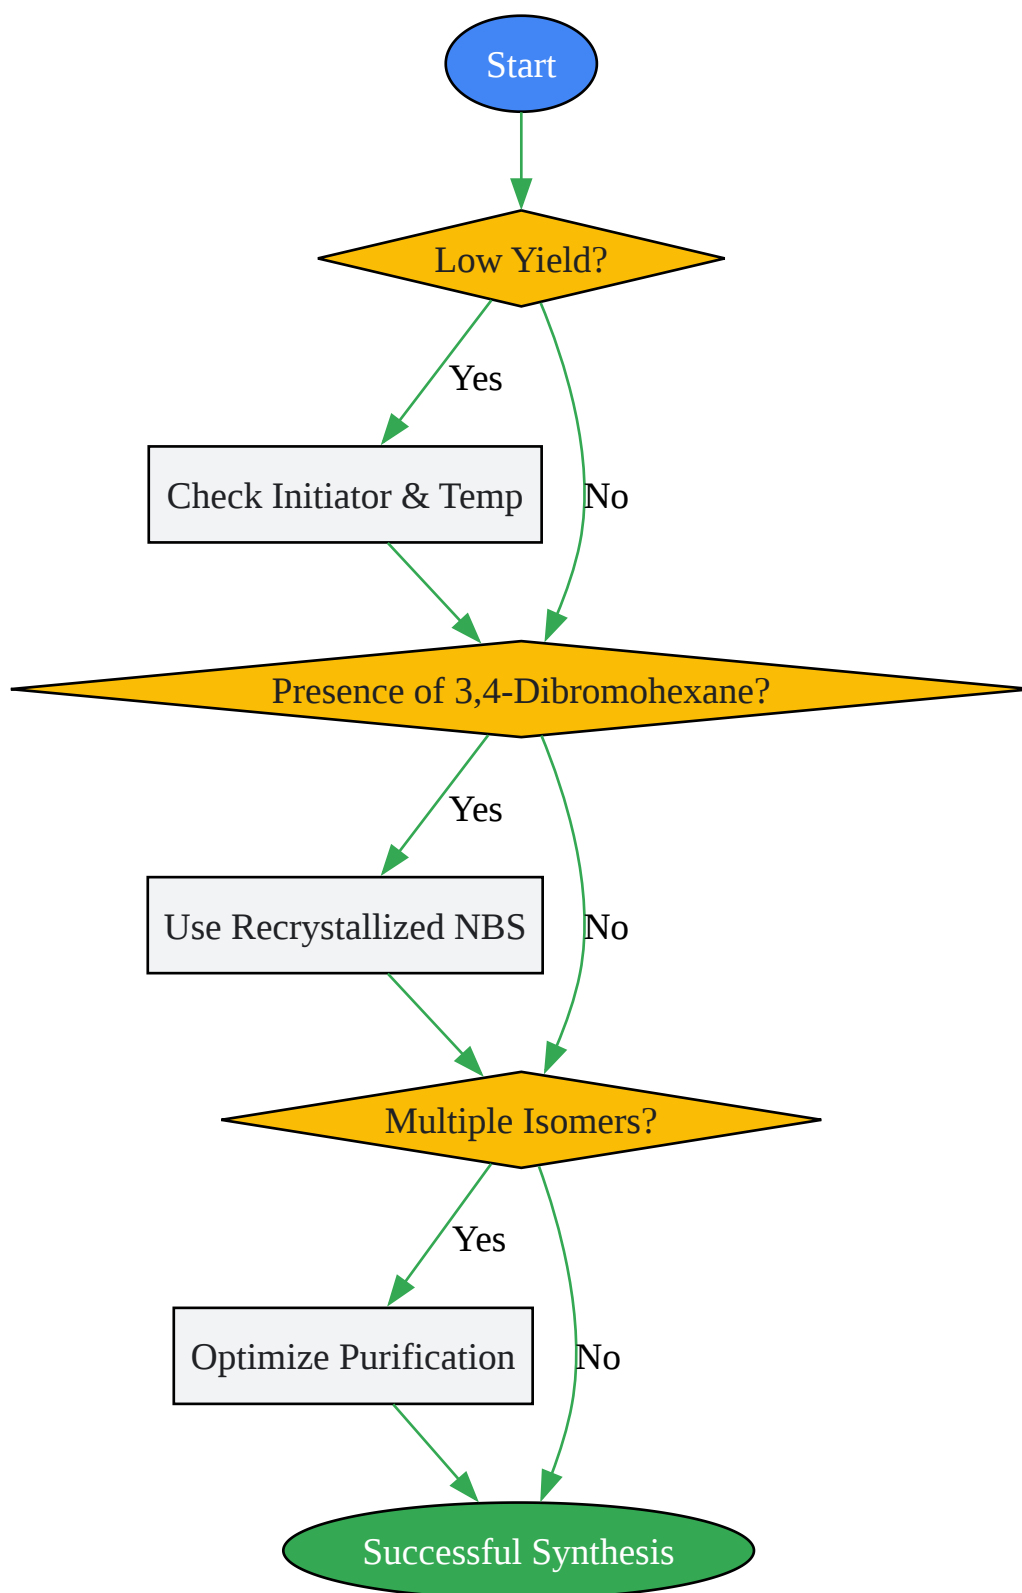 Start
Low Yield?
Yes
Check Initiator & Temp
No
Presence of 3,4-Dibromohexane?
Yes
Use Recrystallized NBS
No
Multiple Isomers?
Yes
Optimize Purification
No
Successful Synthesis